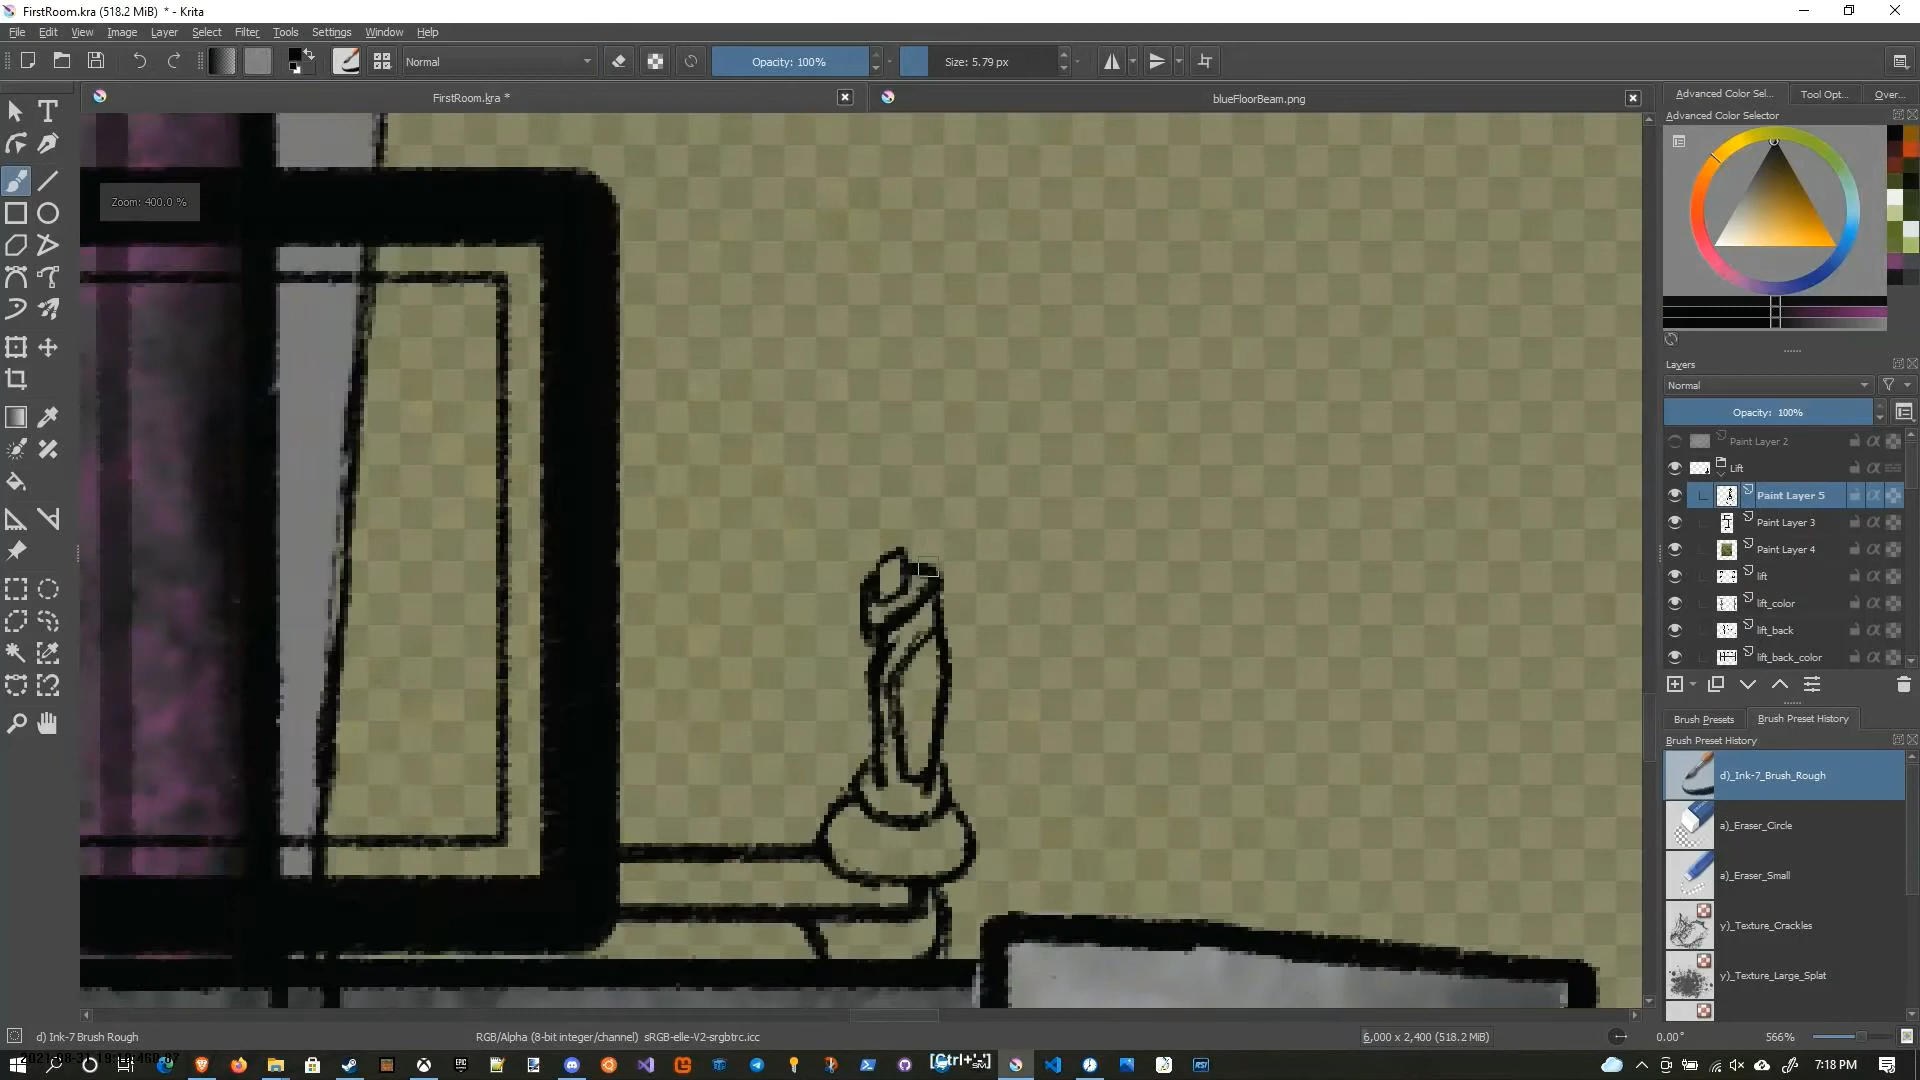 FirstRoom.kra (518.2 MiB) * - Krita
File Edit View Image Layer Select Filter Tools Settings Window Help
Normal
Opacity: 100%
Size: 5.79 px
FirstRoom.kra *
blueFloorBeam.png
Advanced Color Sel...
Tool Opt...
Over...
Advanced Color Selector
Zoom: 400.0 %
Layers
Normal
Opacity: 100%
Paint Layer 2
Lift
Paint Layer 5
Paint Layer 3
Paint Layer 4
lift
lift_color
lift_back
lift_back_color
Brush Presets
Brush Preset History
Brush Preset History
d)_Ink-7_Brush_Rough
a)_Eraser_Circle
a)_Eraser_Small
y)_Texture_Crackles
y)_Texture_Large_Splat
d) Ink-7 Brush Rough
RGB/Alpha (8-bit integer/channel) sRGB-elle-V2-srgbtrc.icc
6,000 x 2,400 (518.2 MiB)
0.00°
566%
7:18 PM